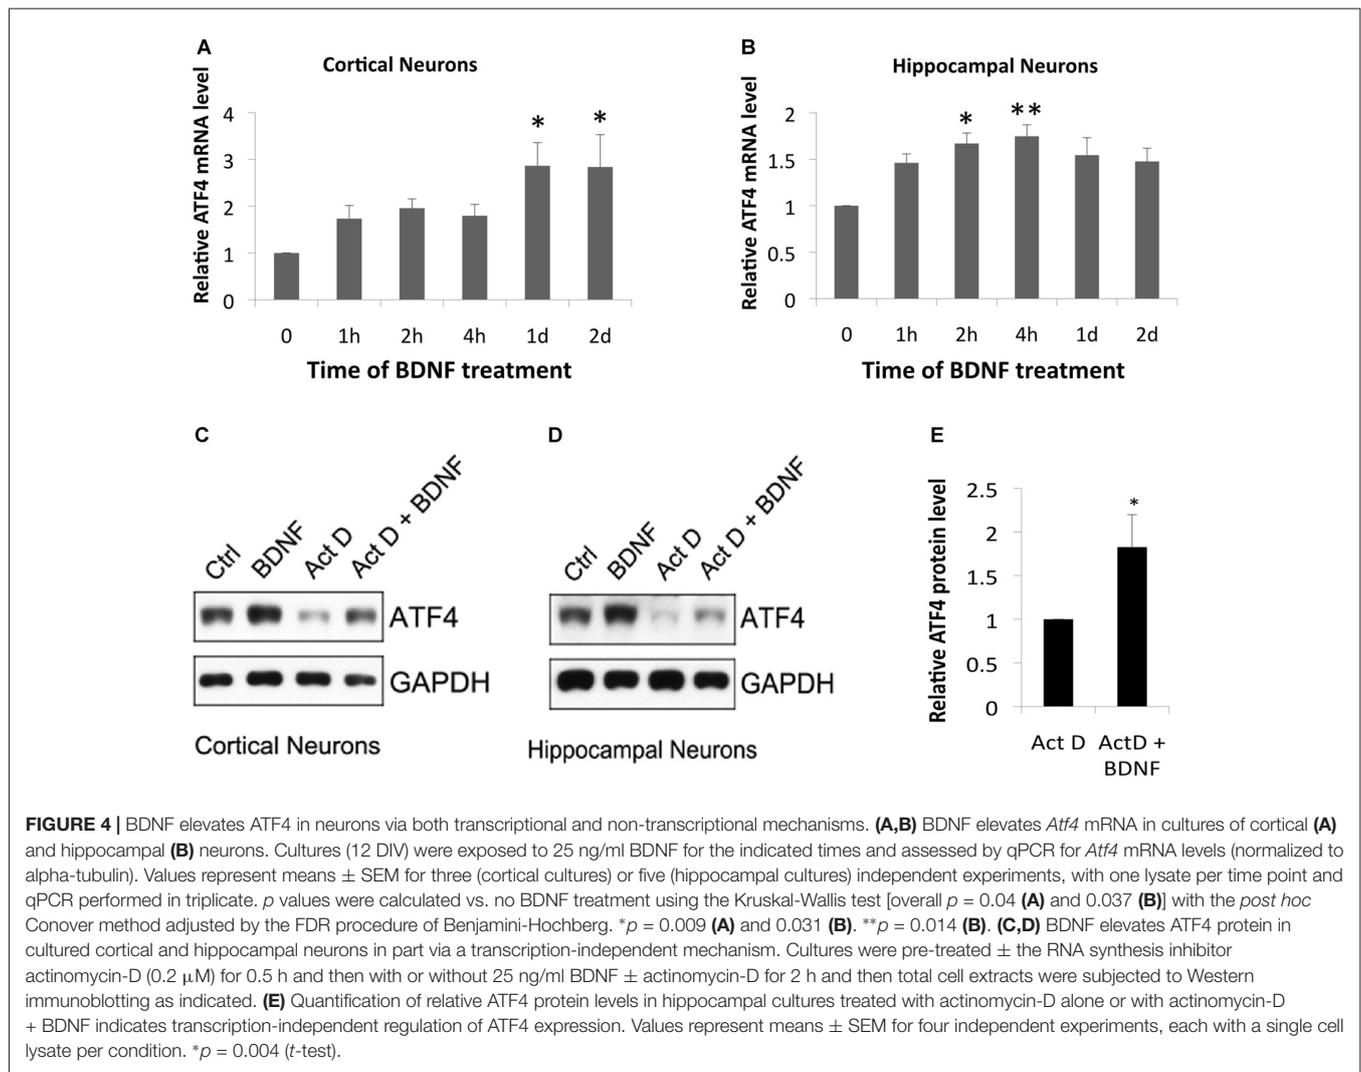 A
Cortical Neurons
Relative ATF4 mRNA level
4
3
2
1
0
* *
0 1h 2h 4h 1d 2d
Time of BDNF treatment
B
Hippocampal Neurons
Relative ATF4 mRNA level
2
1.5
1
0.5
0
* **
0 1h 2h 4h 1d 2d
Time of BDNF treatment
C
Ctrl BDNF Act D Act D + BDNF
ATF4
GAPDH
Cortical Neurons
D
Ctrl BDNF Act D Act D + BDNF
ATF4
GAPDH
Hippocampal Neurons
E
Relative ATF4 protein level
2.5
2
1.5
1
0.5
0
*
Act D ActD +
BDNF
FIGURE 4 | BDNF elevates ATF4 in neurons via both transcriptional and non-transcriptional mechanisms. (A,B) BDNF elevates Atf4 mRNA in cultures of cortical (A)
and hippocampal (B) neurons. Cultures (12 DIV) were exposed to 25 ng/ml BDNF for the indicated times and assessed by qPCR for Atf4 mRNA levels (normalized to
alpha-tubulin). Values represent means ± SEM for three (cortical cultures) or five (hippocampal cultures) independent experiments, with one lysate per time point and
qPCR performed in triplicate. p values were calculated vs. no BDNF treatment using the Kruskal-Wallis test [overall p = 0.04 (A) and 0.037 (B)] with the post hoc
Conover method adjusted by the FDR procedure of Benjamini-Hochberg. *p = 0.009 (A) and 0.031 (B). **p = 0.014 (B). (C,D) BDNF elevates ATF4 protein in
cultured cortical and hippocampal neurons in part via a transcription-independent mechanism. Cultures were pre-treated ± the RNA synthesis inhibitor
actinomycin-D (0.2 μM) for 0.5 h and then with or without 25 ng/ml BDNF ± actinomycin-D for 2 h and then total cell extracts were subjected to Western
immunoblotting as indicated. (E) Quantification of relative ATF4 protein levels in hippocampal cultures treated with actinomycin-D alone or with actinomycin-D
+ BDNF indicates transcription-independent regulation of ATF4 expression. Values represent means ± SEM for four independent experiments, each with a single cell
lysate per condition. *p = 0.004 (t-test).